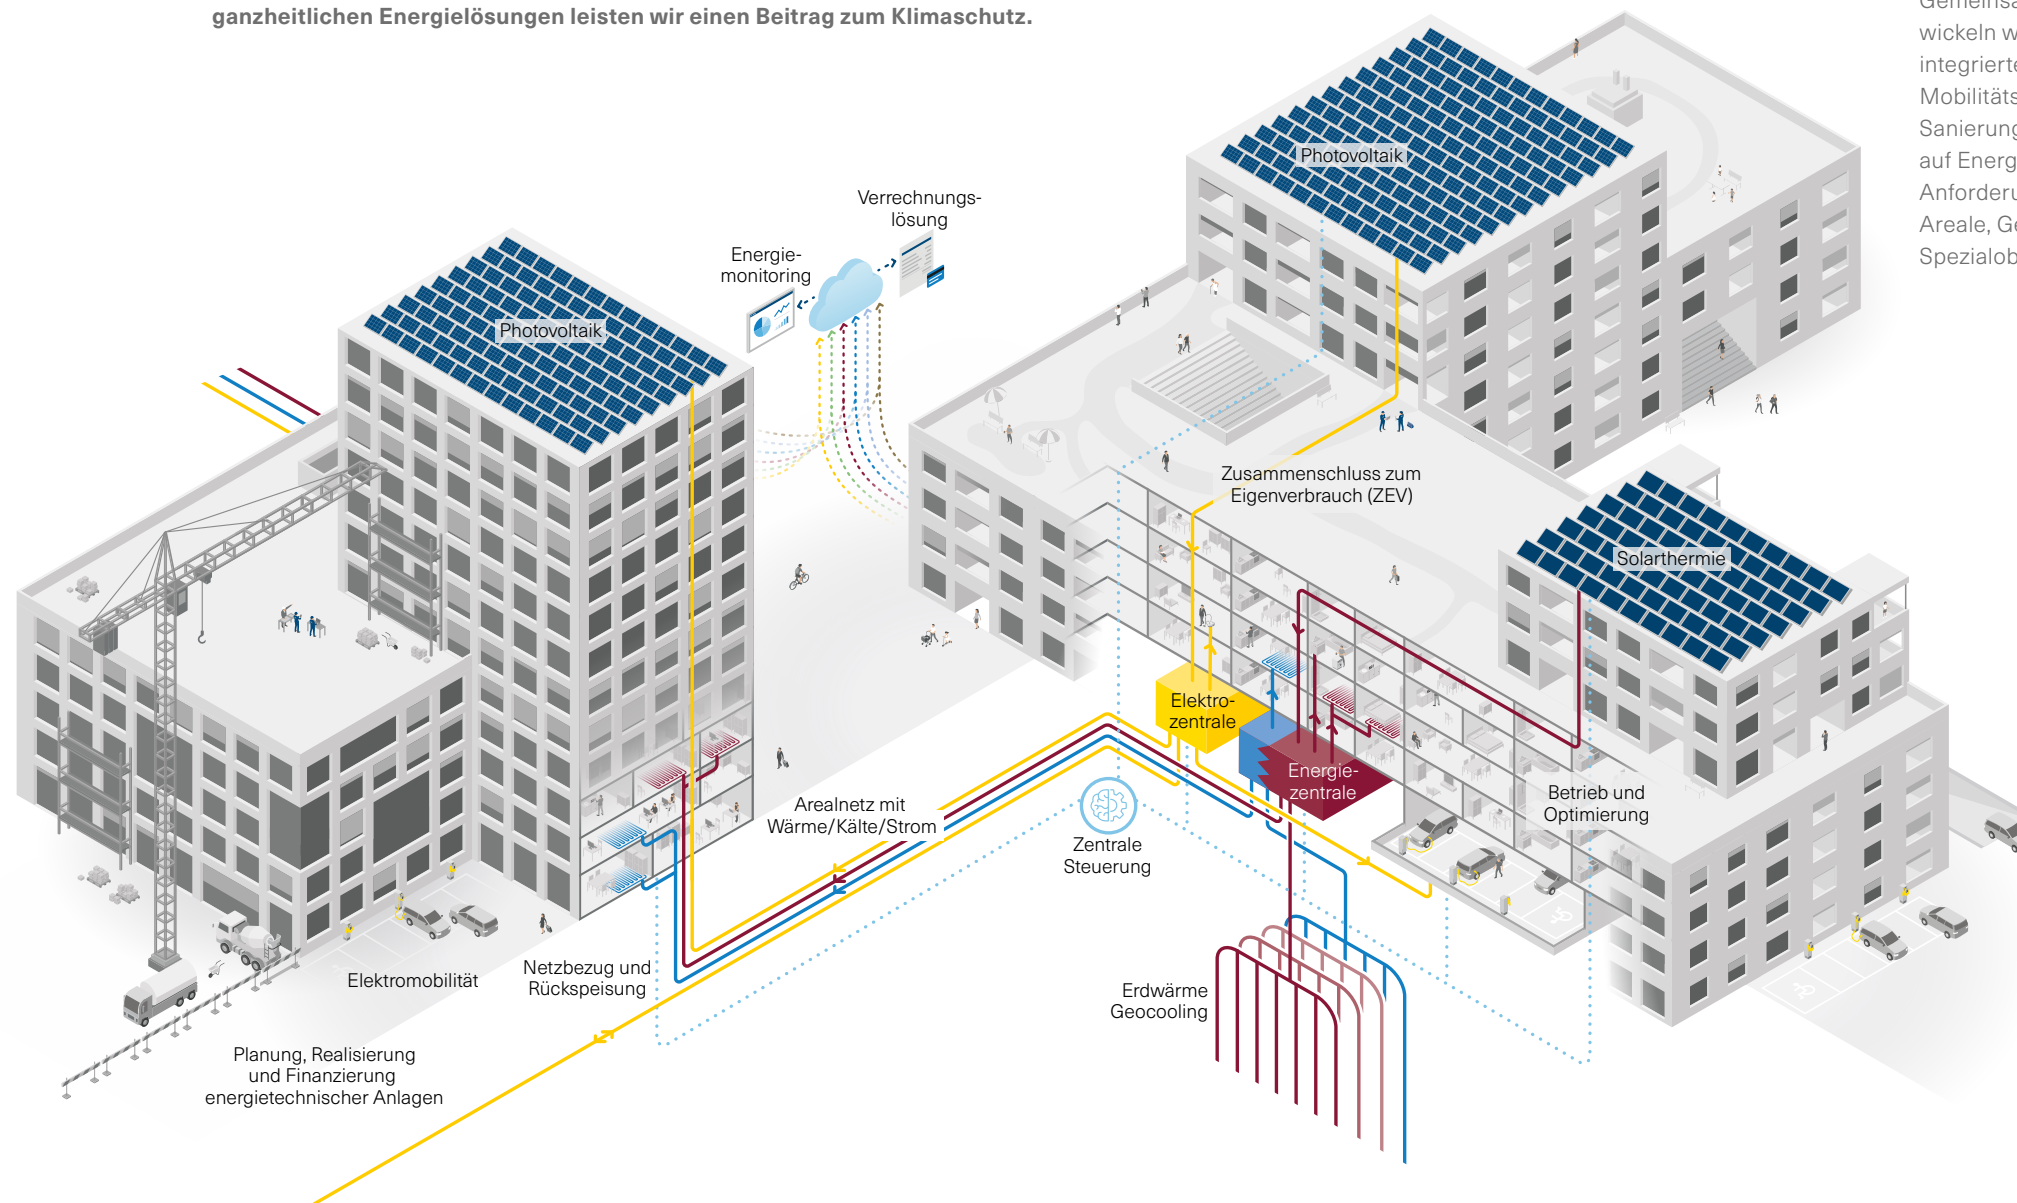 ganzheitlichen Energielösungen leisten wir einen Beitrag zum Klimaschutz.
wickeln w
integrierte
Mobilitäts
Sanierung
auf Energ
Anforderu
Areale, Ge
Spezialob
Photovoltaik
Verrechnungs-
lösung
Energie-
monitoring
Photovoltaik
Zusammenschluss zum
Eigenverbrauch (ZEV)
Solarthermie
Elektro-
zentrale
Energie-
zentrale
Betrieb und
Optimierung
Arealnetz mit
Wärme/Kälte/Strom
Zentrale
Steuerung
Elektromobilität
Netzbezug und
Rückspeisung
Erdwärme
Geocooling
Planung, Realisierung
und Finanzierung
energietechnischer Anlagen